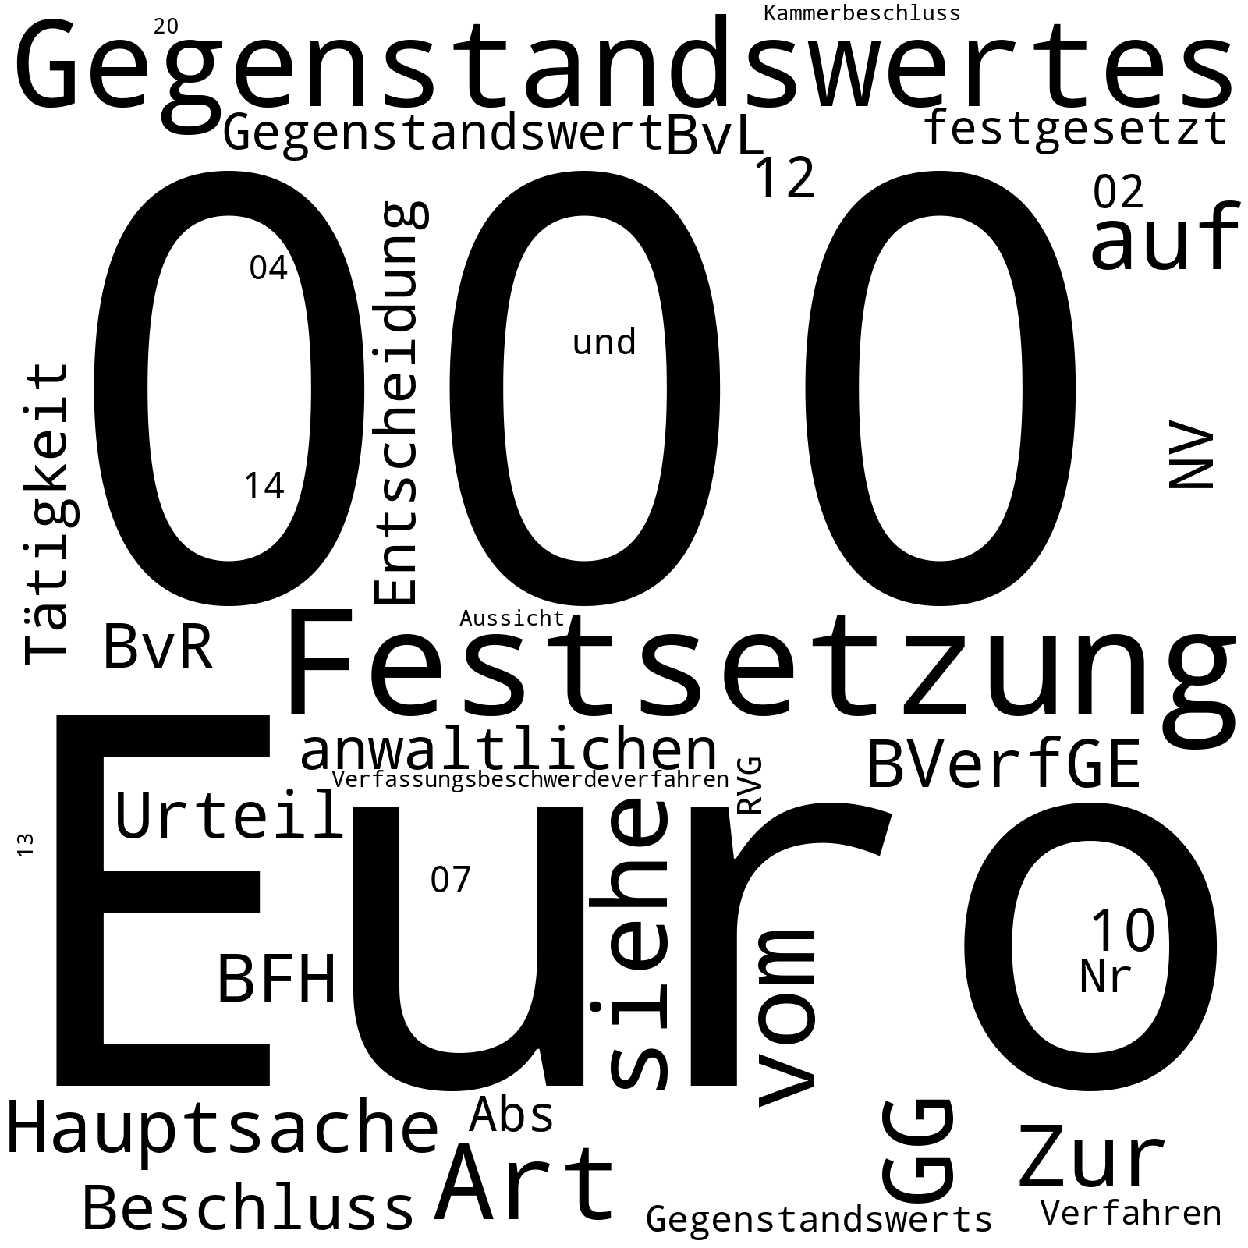 Kammerbeschluss
20
Gegenstandswertes
Gegenstandswert
BvL
festgesetzt
12
02
auf
000
04
und
14
Entscheidung
Tätigkeit
NV
BvR
Aussicht
Festsetzung
anwaltlichen
BVerfGE
Verfassungsbeschwerdeverfahren
RVG
Urteil
Euro
13
07
siehe
vom
10
Nr
BFH
Hauptsache
Abs
GG
Zur
Art
Beschluss
Gegenstandswerts
Verfahren